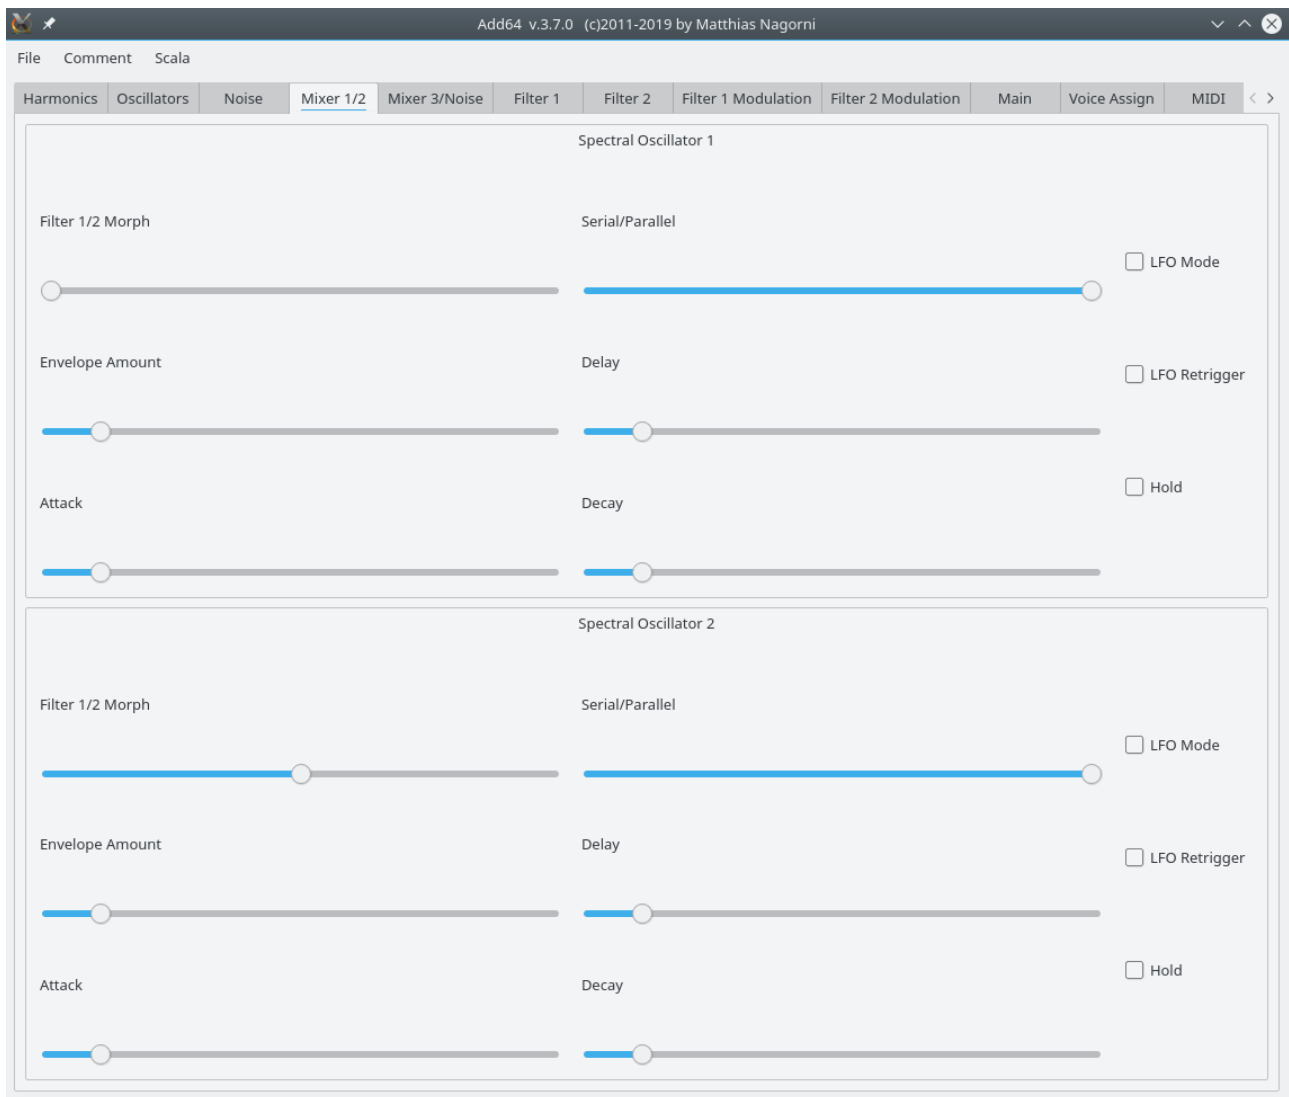 Add64 v.3.7.0 (c)2011-2019 by Matthias Nagorni
File Comment Scala
Harmonics Oscillators Noise Mixer 1/2 Mixer 3/Noise Filter 1 Filter 2 Filter 1 Modulation Filter 2 Modulation Main Voice Assign MIDI
Spectral Oscillator 1
Filter 1/2 Morph Serial/Parallel
LFO Mode
Envelope Amount Delay
LFO Retrigger
Hold
Attack Decay
Spectral Oscillator 2
Filter 1/2 Morph Serial/Parallel
LFO Mode
Envelope Amount Delay
LFO Retrigger
Hold
Attack Decay